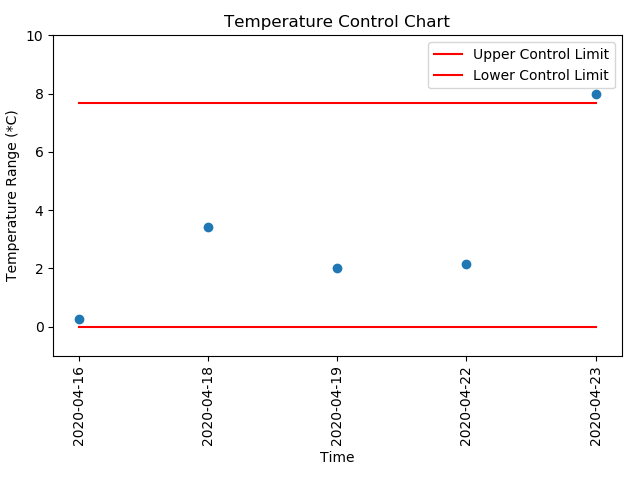 Temperature Control Chart
Upper Control Limit
Lower Control Limit
Temperature Range (*C)
10
8
6
4
2
0
2020-04-16
2020-04-18
2020-04-19
2020-04-22
2020-04-23
Time